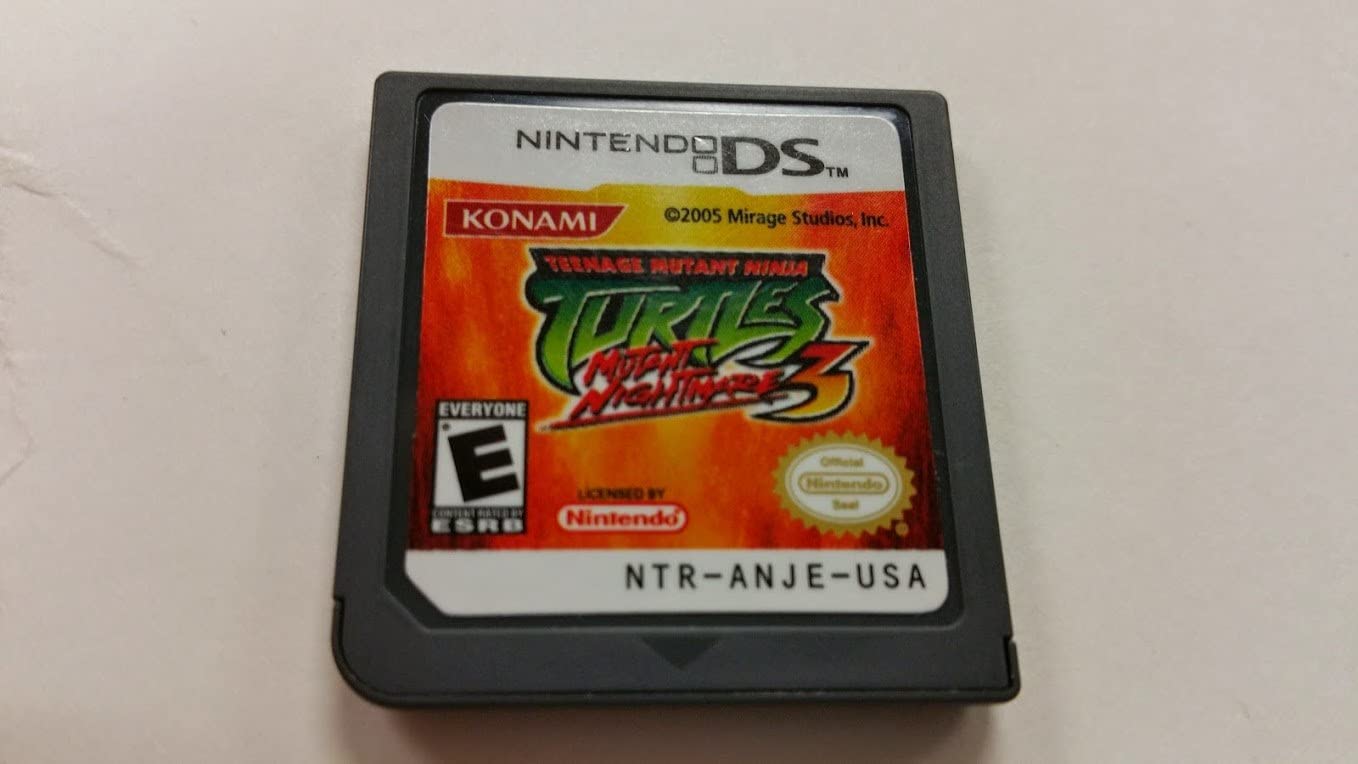 NINTENDO DS™
KONAMI
©2005 Mirage Studios, Inc.
TEENAGE MUTANT NINJA
TURTLES
MUTANT
NIGHTMARE 3
EVERYONE
E
CONTENT RATED BY
ESRB
LICENSED BY
Nintendo
Official
Nintendo
Seal
NTR-ANJE-USA